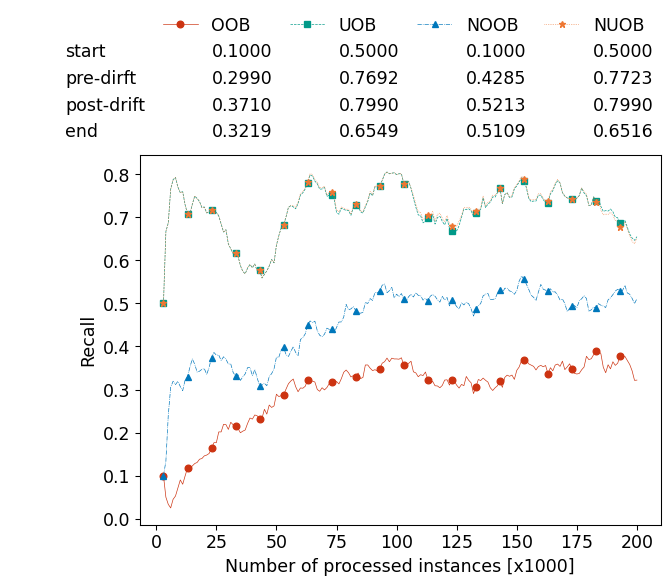 OOB UOB NOOB NUOB
start 0.1000 0.5000 0.1000 0.5000
pre-dirft 0.2990 0.7692 0.4285 0.7723
post-drift 0.3710 0.7990 0.5213 0.7990
end 0.3219 0.6549 0.5109 0.6516
0.8
0.7
0.6
0.5
0.4
0.3
0.2
0.1
0.0
Recall
0 25 50 75 100 125 150 175 200
Number of processed instances [x1000]